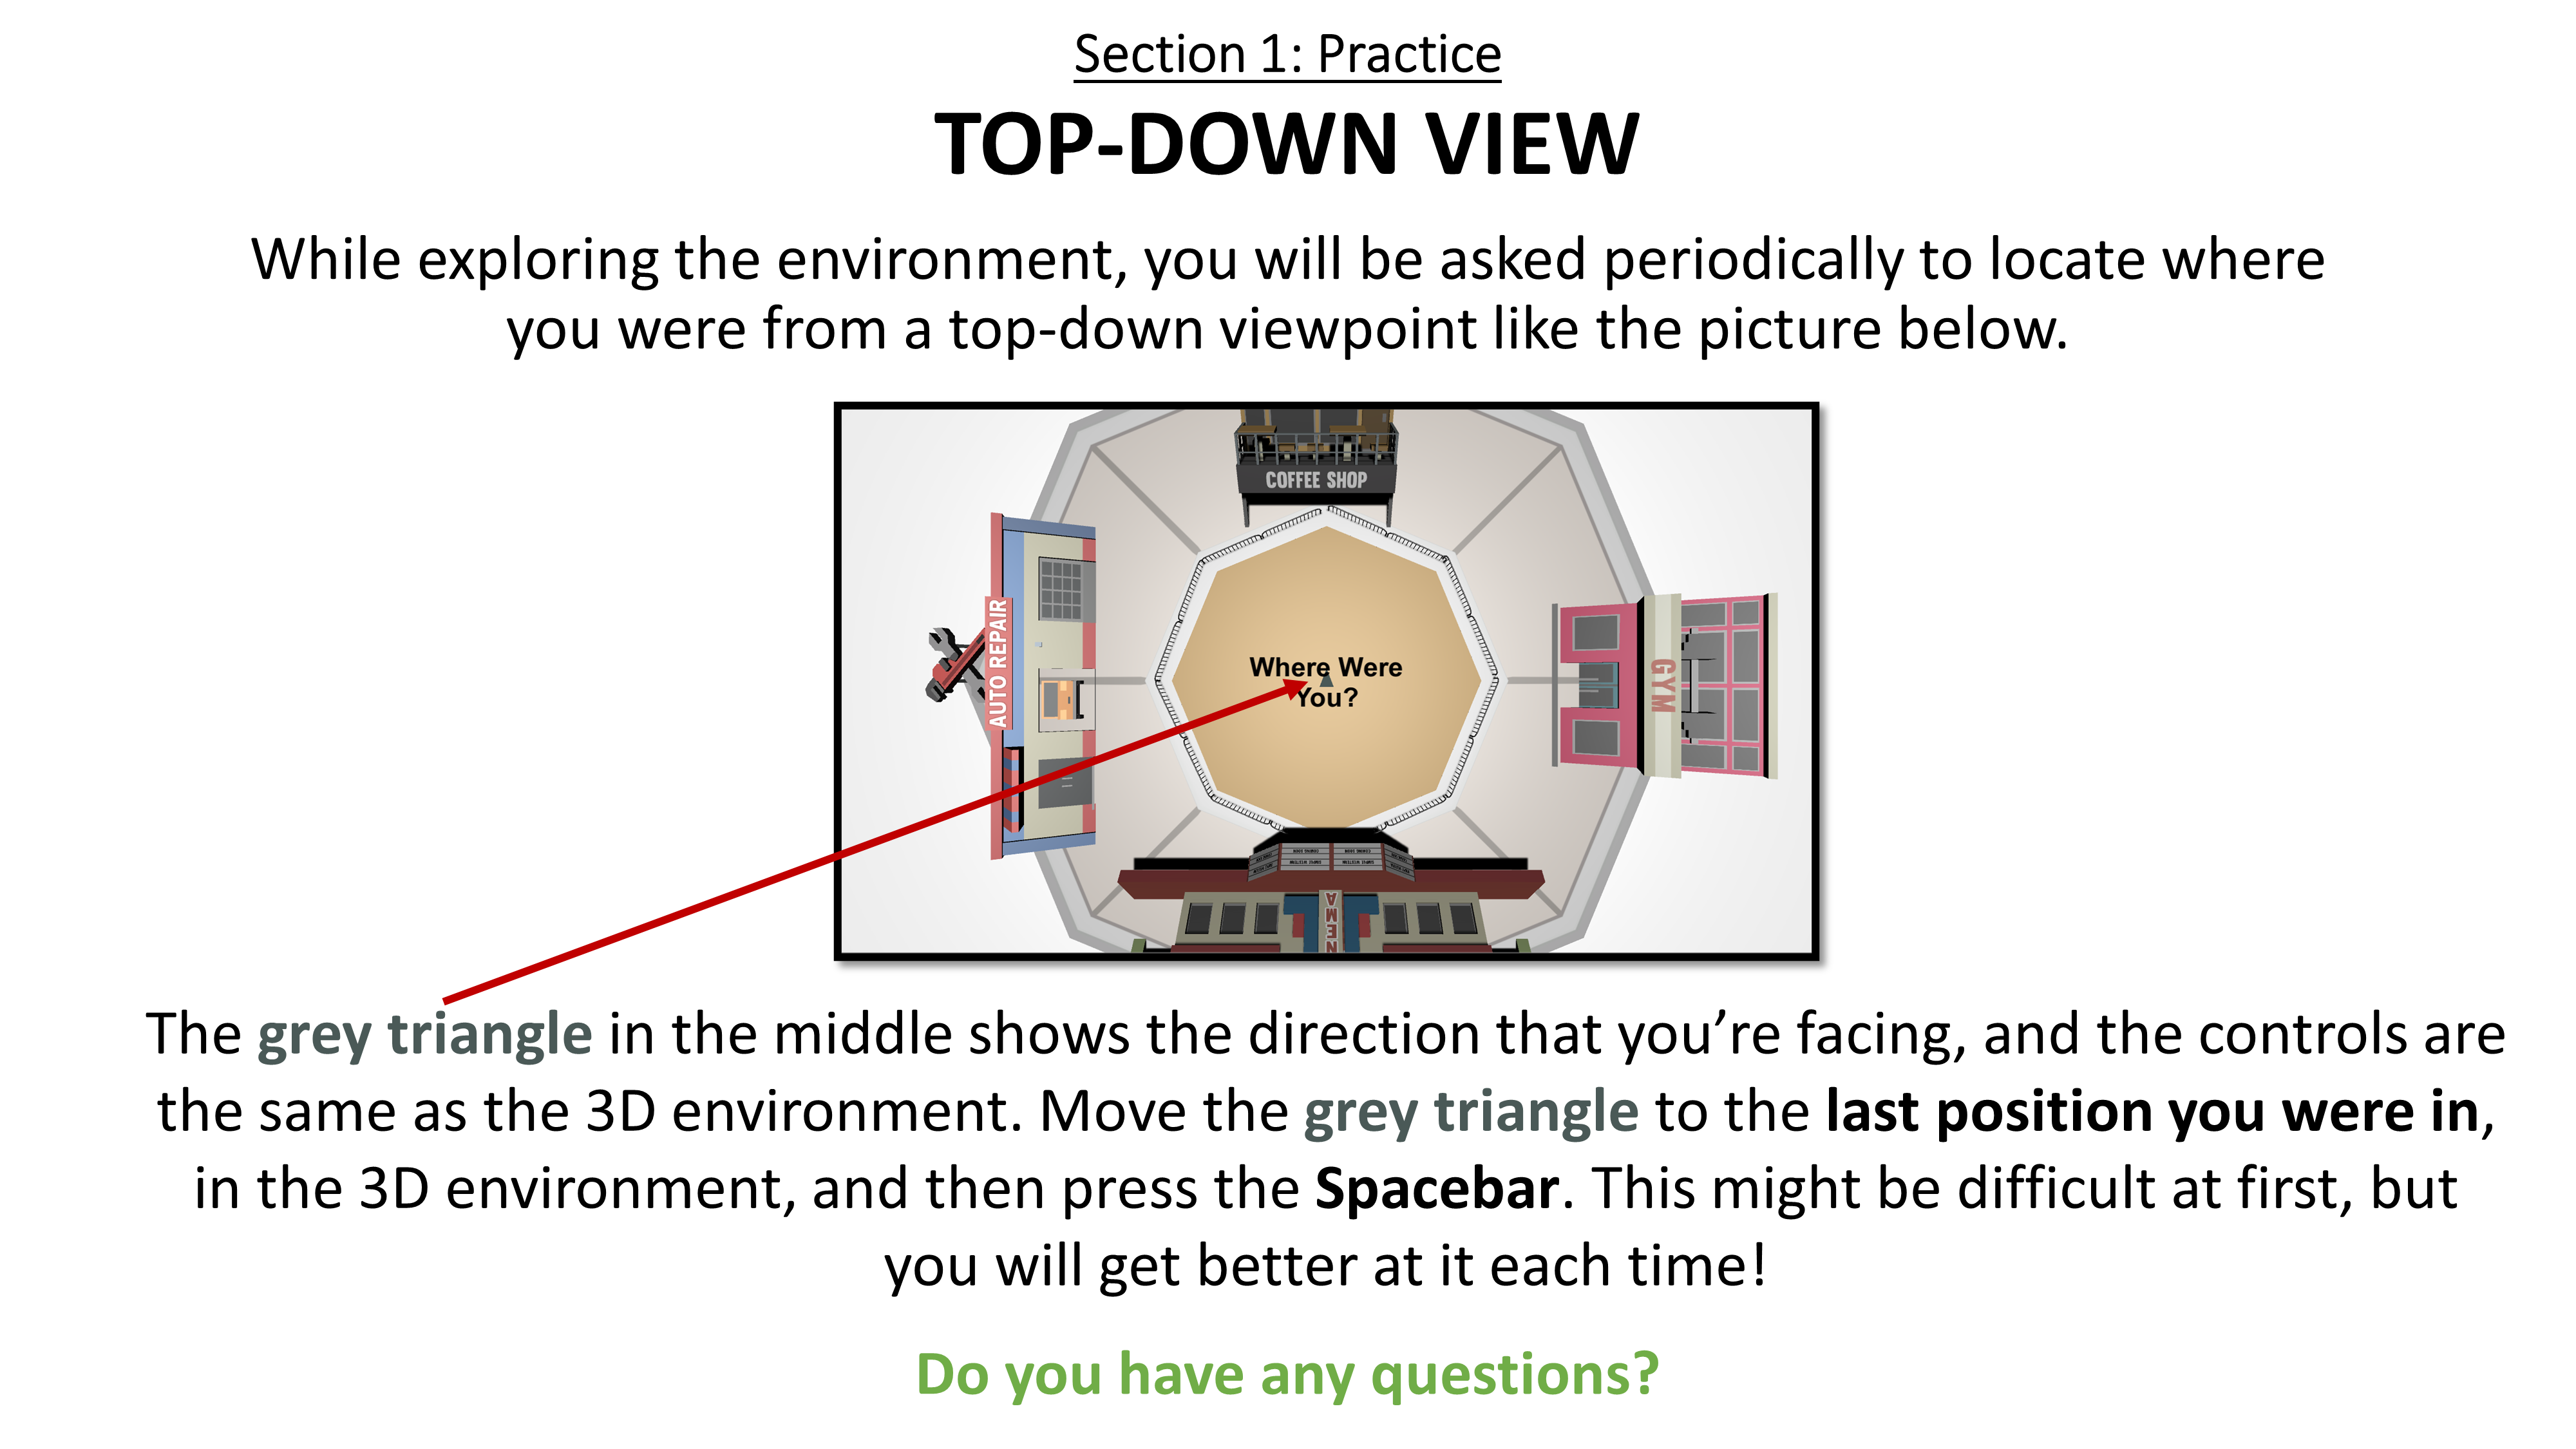 Section 1: Practice
TOP-DOWN VIEW
While exploring the environment, you will be asked periodically to locate where
you were from a top-down viewpoint like the picture below.
COFFEE SHOP
AUTO REPAIR
Where Were
You?
GYM
NEMA
The grey triangle in the middle shows the direction that you’re facing, and the controls are
the same as the 3D environment. Move the grey triangle to the last position you were in,
in the 3D environment, and then press the Spacebar. This might be difficult at first, but
you will get better at it each time!
Do you have any questions?